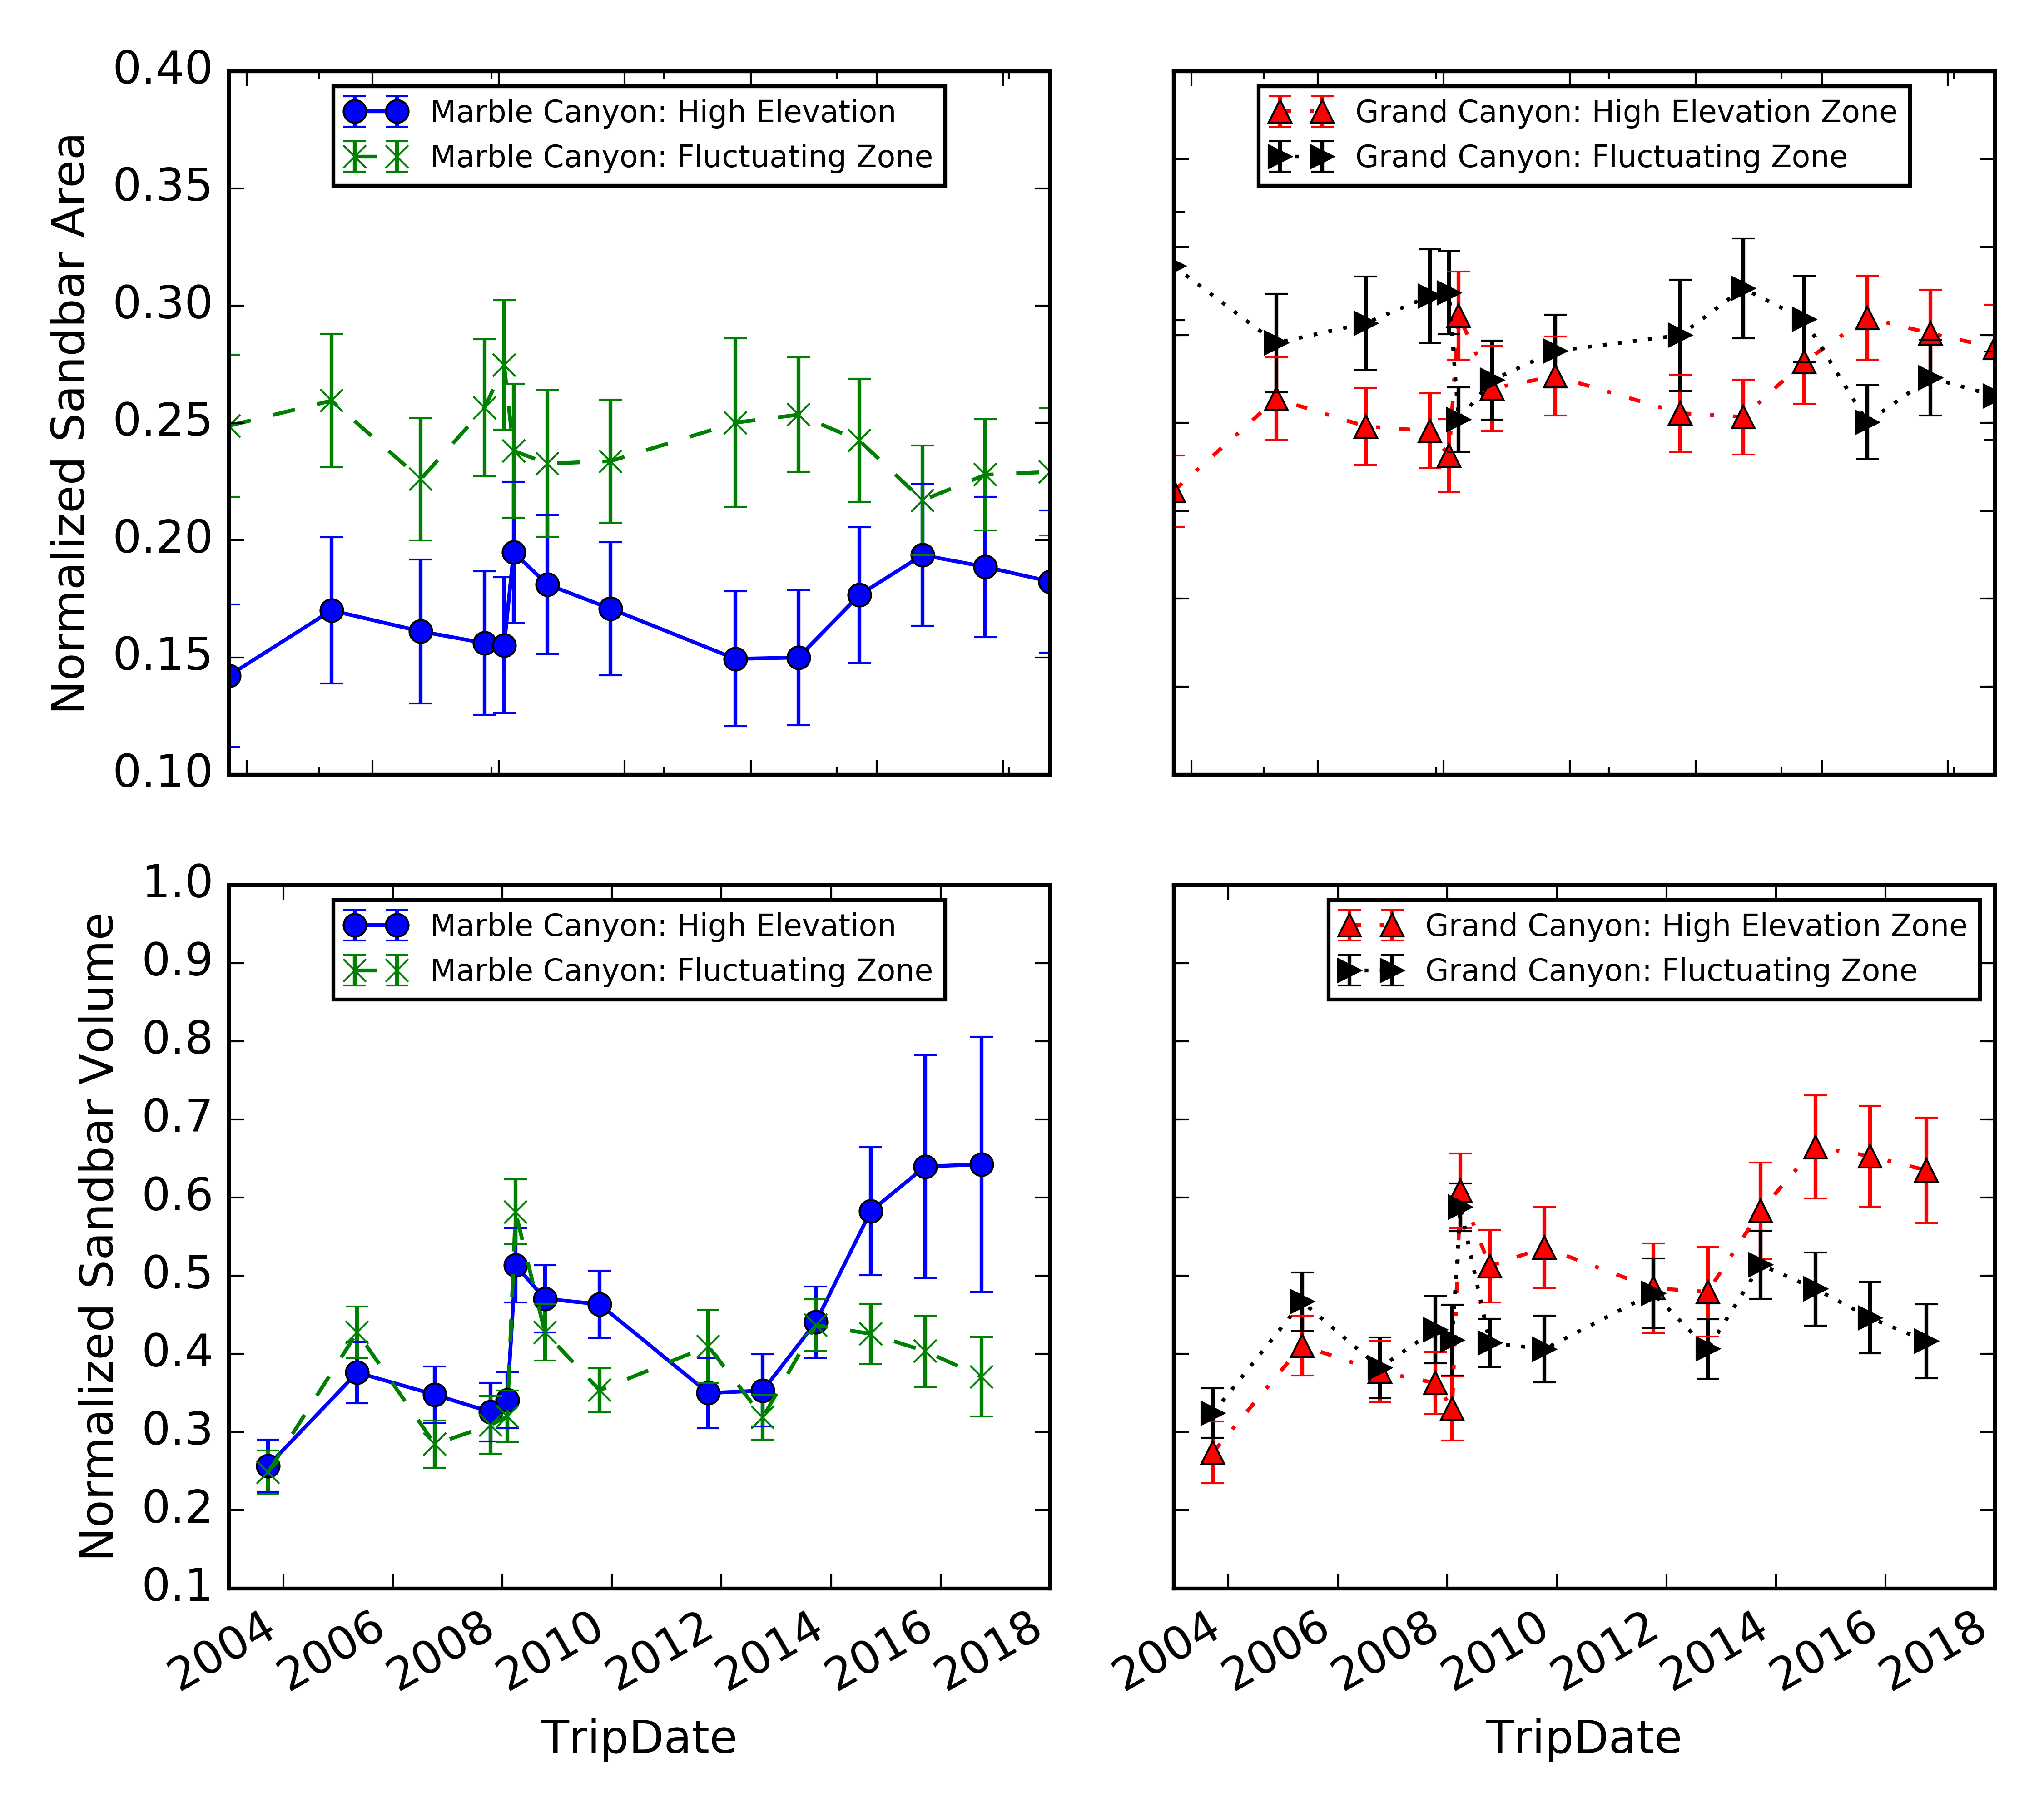 Normalized Sandbar Area
0.40
0.35
0.30
0.25
0.20
0.15
0.10
Marble Canyon: High Elevation
Marble Canyon: Fluctuating Zone
Grand Canyon: High Elevation Zone
Grand Canyon: Fluctuating Zone
Normalized Sandbar Volume
1.0
0.9
0.8
0.7
0.6
0.5
0.4
0.3
0.2
0.1
Marble Canyon: High Elevation
Marble Canyon: Fluctuating Zone
2004 2006 2008 2010 2012 2014 2016 2018
TripDate
Grand Canyon: High Elevation Zone
Grand Canyon: Fluctuating Zone
2004 2006 2008 2010 2012 2014 2016 2018
TripDate